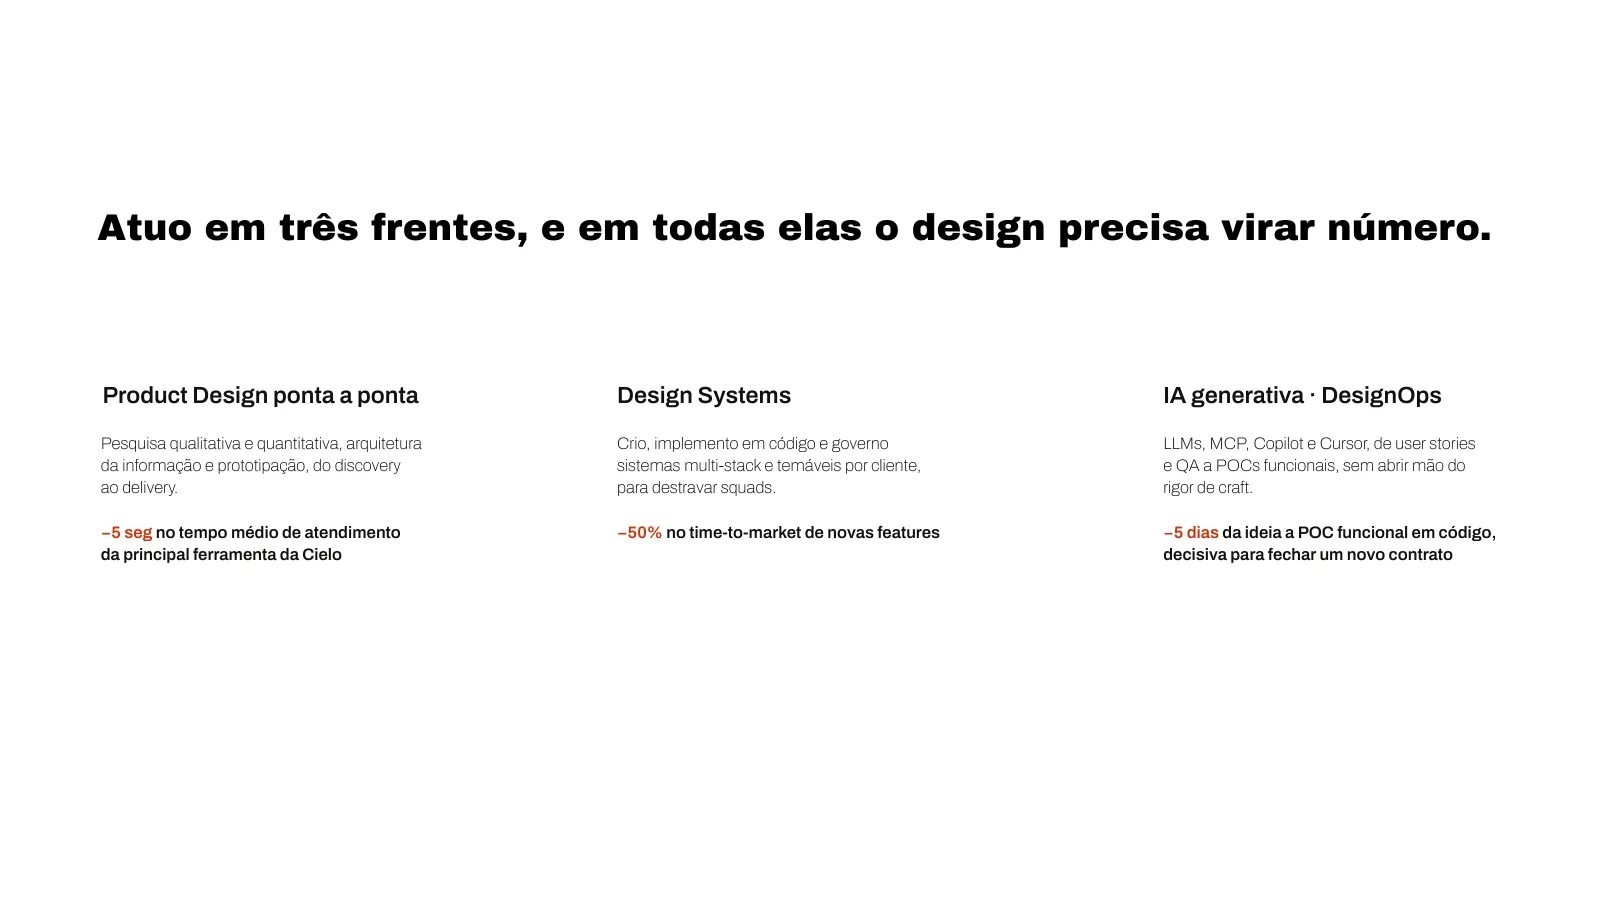 Atuo em três frentes, e em todas elas o design precisa virar número.
Product Design ponta a ponta
Pesquisa qualitativa e quantitativa, arquitetura
da informação e prototipação, do discovery
ao delivery.
−5 seg no tempo médio de atendimento
da principal ferramenta da Cielo
Design Systems
Crio, implemento em código e governo
sistemas multi-stack e temáveis por cliente,
para destravar squads.
−50% no time-to-market de novas features
IA generativa · DesignOps
LLMs, MCP, Copilot e Cursor, de user stories
e QA a POCs funcionais, sem abrir mão do
rigor de craft.
−5 dias da ideia a POC funcional em código,
decisiva para fechar um novo contrato